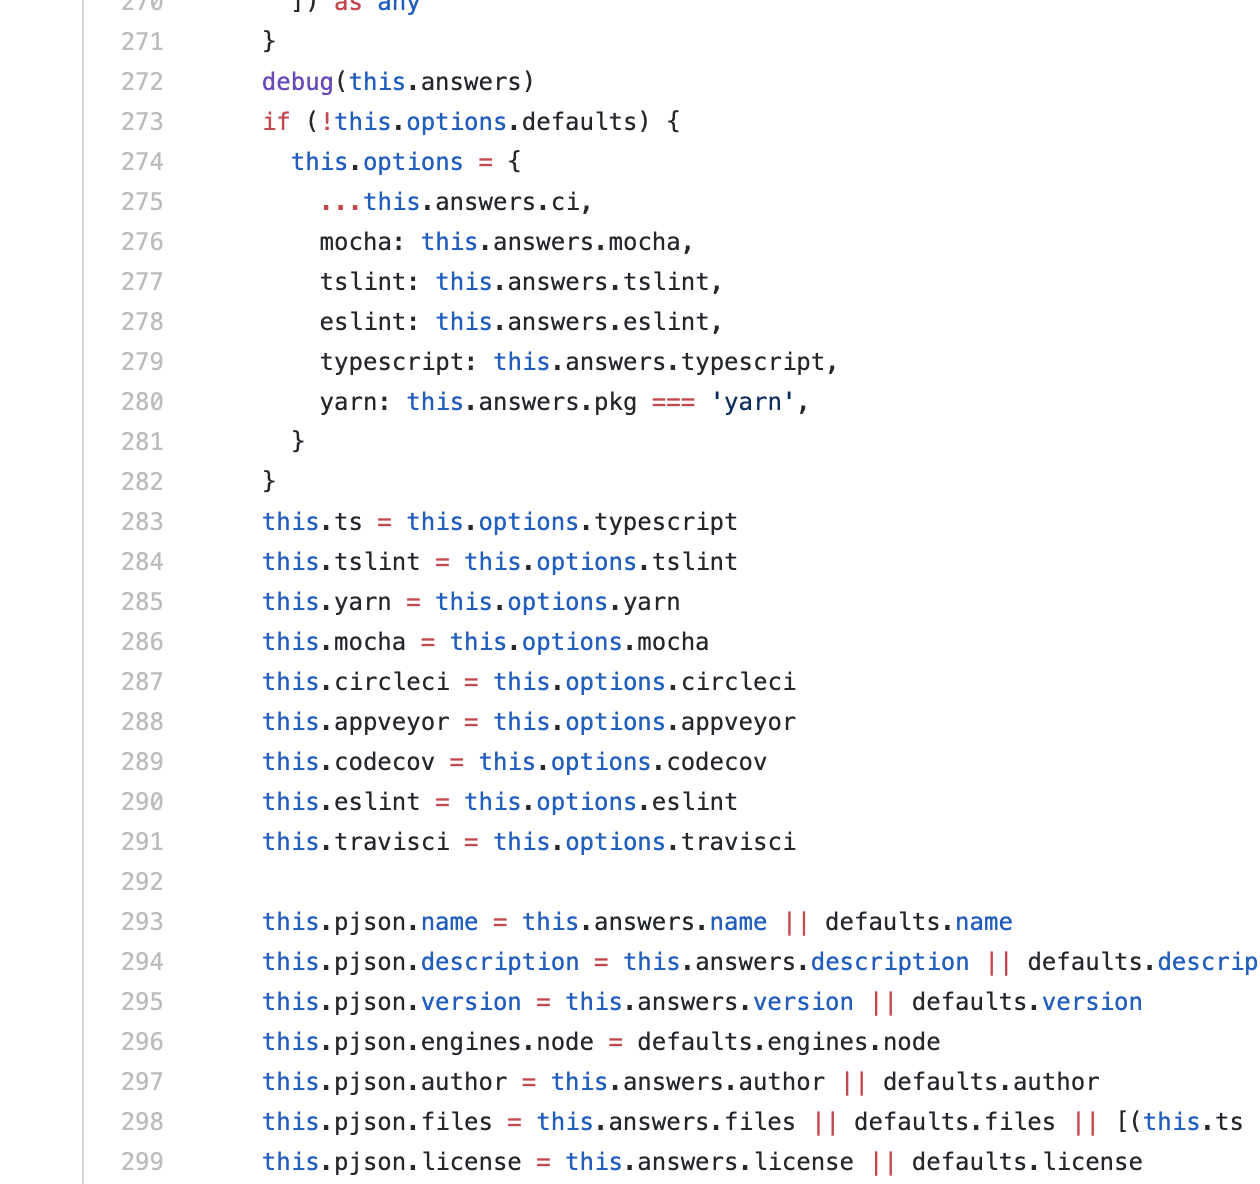 270 ]) as any
271 }
272 debug(this.answers)
273 if (!this.options.defaults) {
274 this.options = {
275 ...this.answers.ci,
276 mocha: this.answers.mocha,
277 tslint: this.answers.tslint,
278 eslint: this.answers.eslint,
279 typescript: this.answers.typescript,
280 yarn: this.answers.pkg === 'yarn',
281 }
282 }
283 this.ts = this.options.typescript
284 this.tslint = this.options.tslint
285 this.yarn = this.options.yarn
286 this.mocha = this.options.mocha
287 this.circleci = this.options.circleci
288 this.appveyor = this.options.appveyor
289 this.codecov = this.options.codecov
290 this.eslint = this.options.eslint
291 this.travisci = this.options.travisci
292
293 this.pjson.name = this.answers.name || defaults.name
294 this.pjson.description = this.answers.description || defaults.descrip
295 this.pjson.version = this.answers.version || defaults.version
296 this.pjson.engines.node = defaults.engines.node
297 this.pjson.author = this.answers.author || defaults.author
298 this.pjson.files = this.answers.files || defaults.files || [(this.ts
299 this.pjson.license = this.answers.license || defaults.license